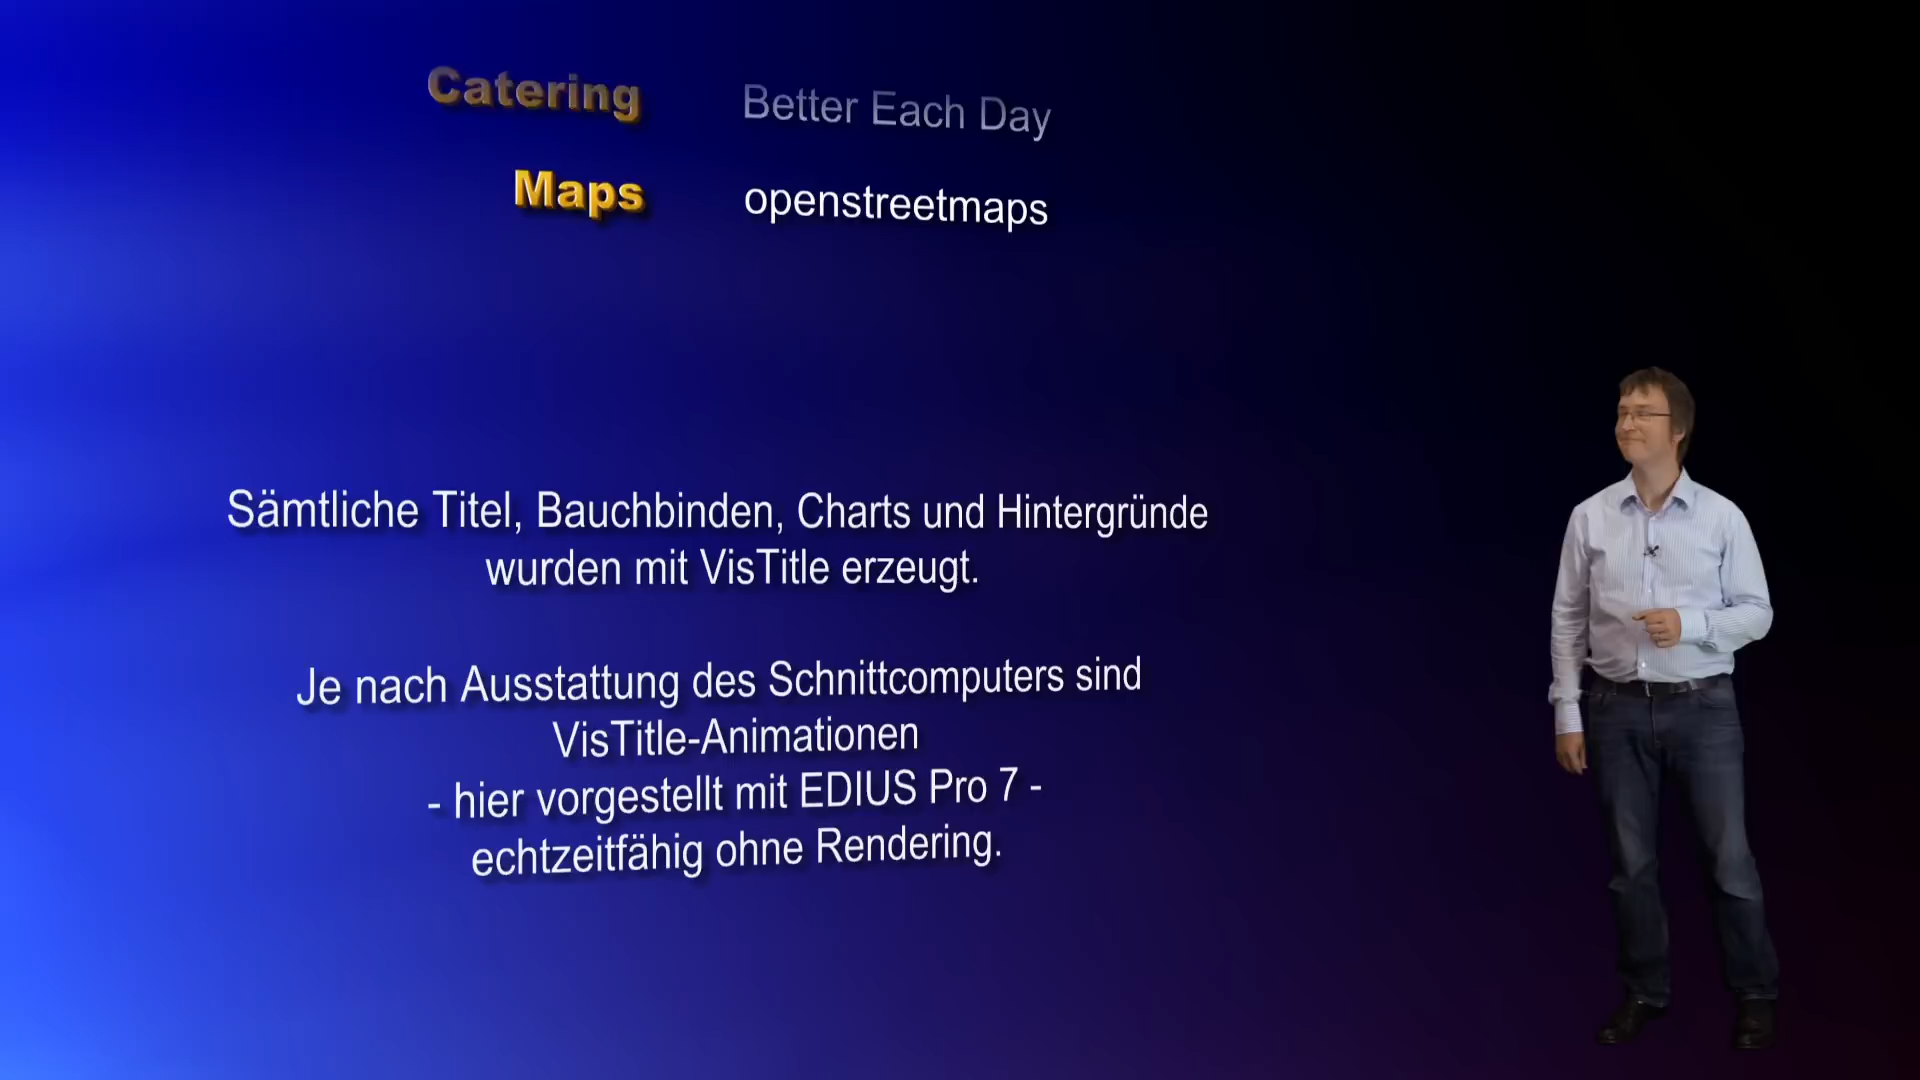 Catering Better Each Day
Maps openstreetmaps
Sämtliche Titel, Bauchbinden, Charts und Hintergründe
wurden mit VisTitle erzeugt.
Je nach Ausstattung des Schnittcomputers sind
VisTitle-Animationen
- hier vorgestellt mit EDIUS Pro 7 -
echtzeitfähig ohne Rendering.